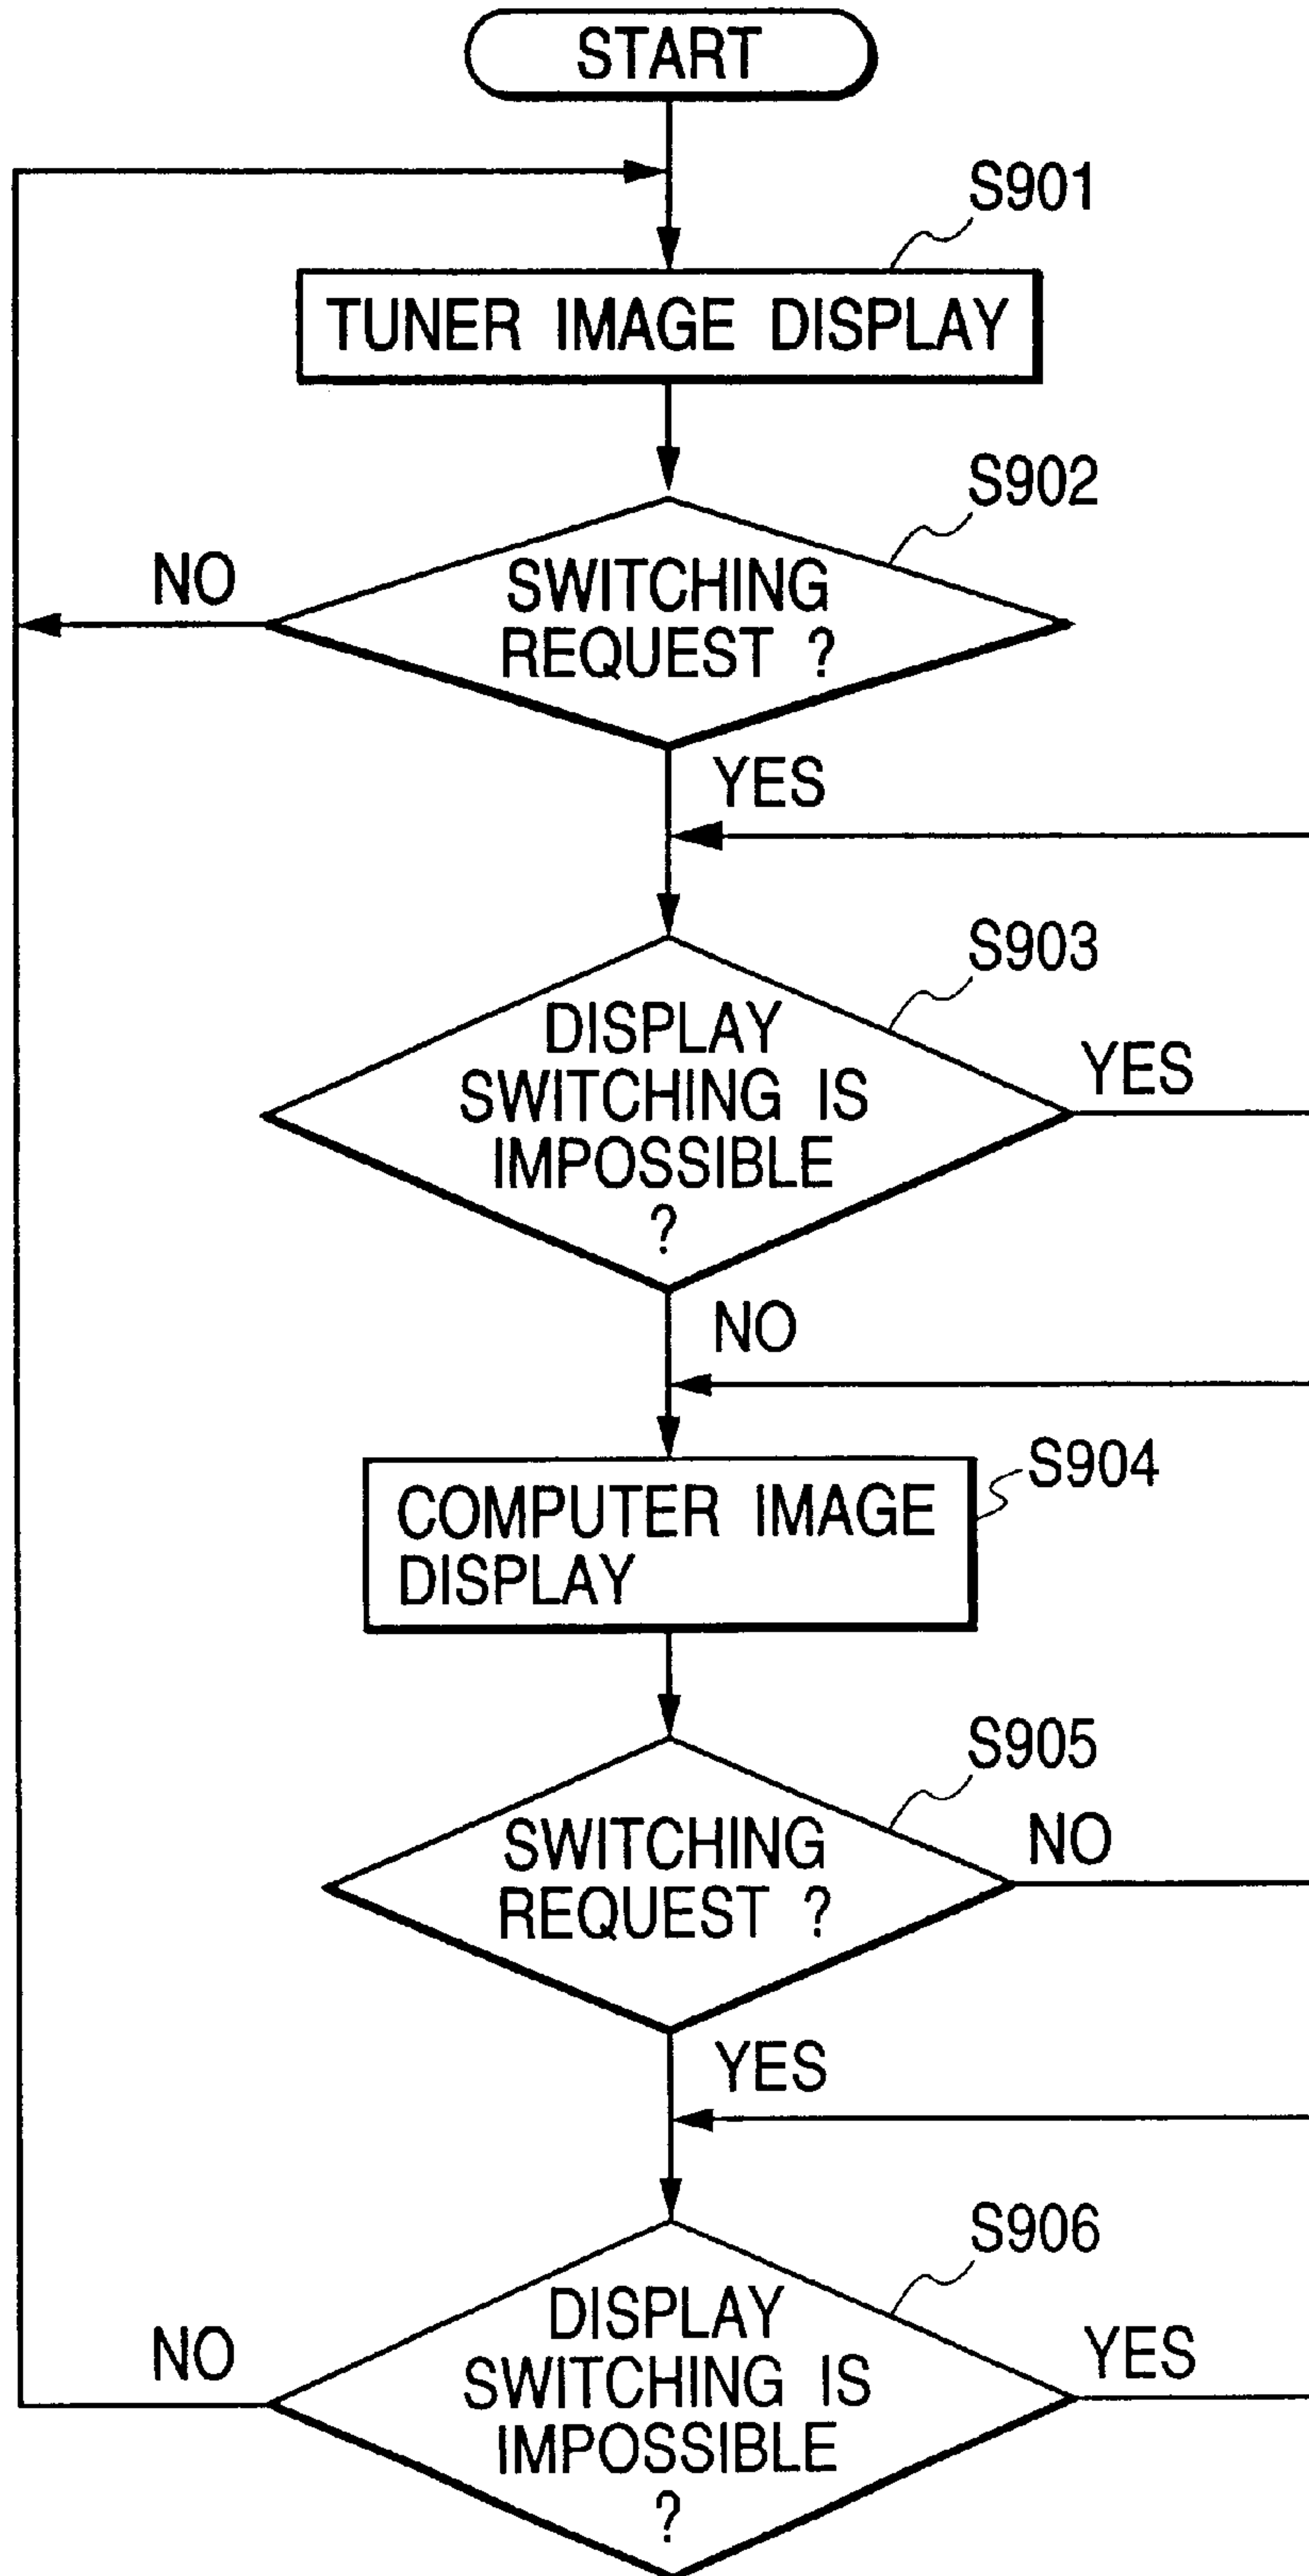 START
S901
TUNER IMAGE DISPLAY
S902
NO
SWITCHING
REQUEST ?
YES
S903
DISPLAY
SWITCHING IS
IMPOSSIBLE
?
YES
NO
S904
COMPUTER IMAGE
DISPLAY
S905
SWITCHING
REQUEST ?
NO
YES
S906
NO
DISPLAY
SWITCHING IS
IMPOSSIBLE
?
YES